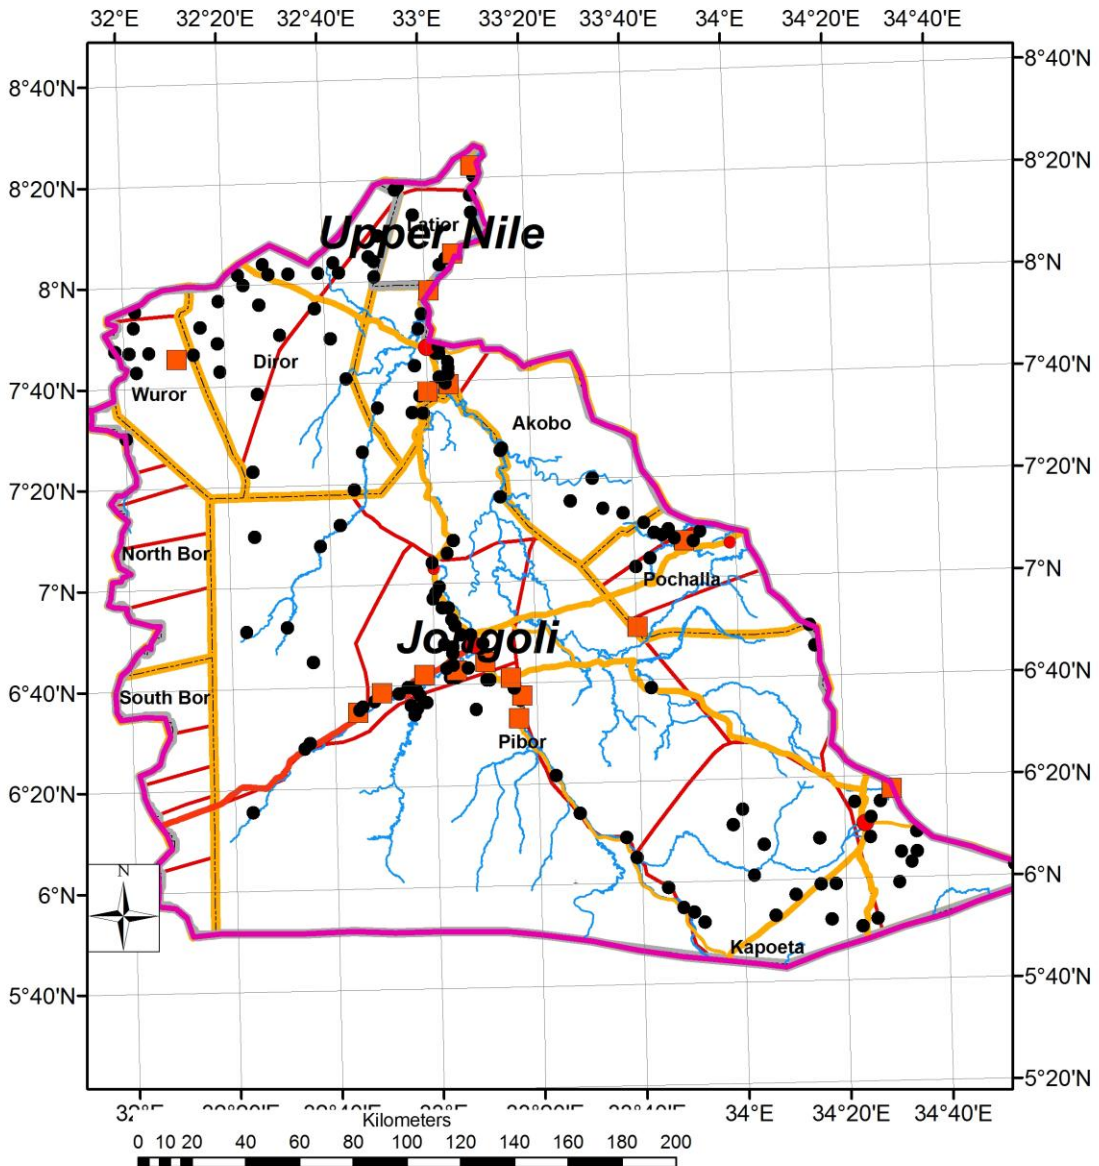 32°E 32°20'E 32°40'E 33°E 33°20'E 33°40'E 34°E 34°20'E 34°40'E
8°40'N 8°40'N
8°20'N 8°20'N
Upper Nile
8°N 8°N
Diror
7°40'N 7°40'N
Wuror
Akobo
7°20'N 7°20'N
North Bor
7°N 7°N
Pochalla
Jongoli
6°40'N 6°40'N
South Bor
Pibor
6°20'N 6°20'N
N
6°N 6°N
Kapoeta
5°40'N 5°40'N
5°20'N
34°E 34°20'E 34°40'E
Kilometers
0 10 20 40 60 80 100 120 140 160 180 200